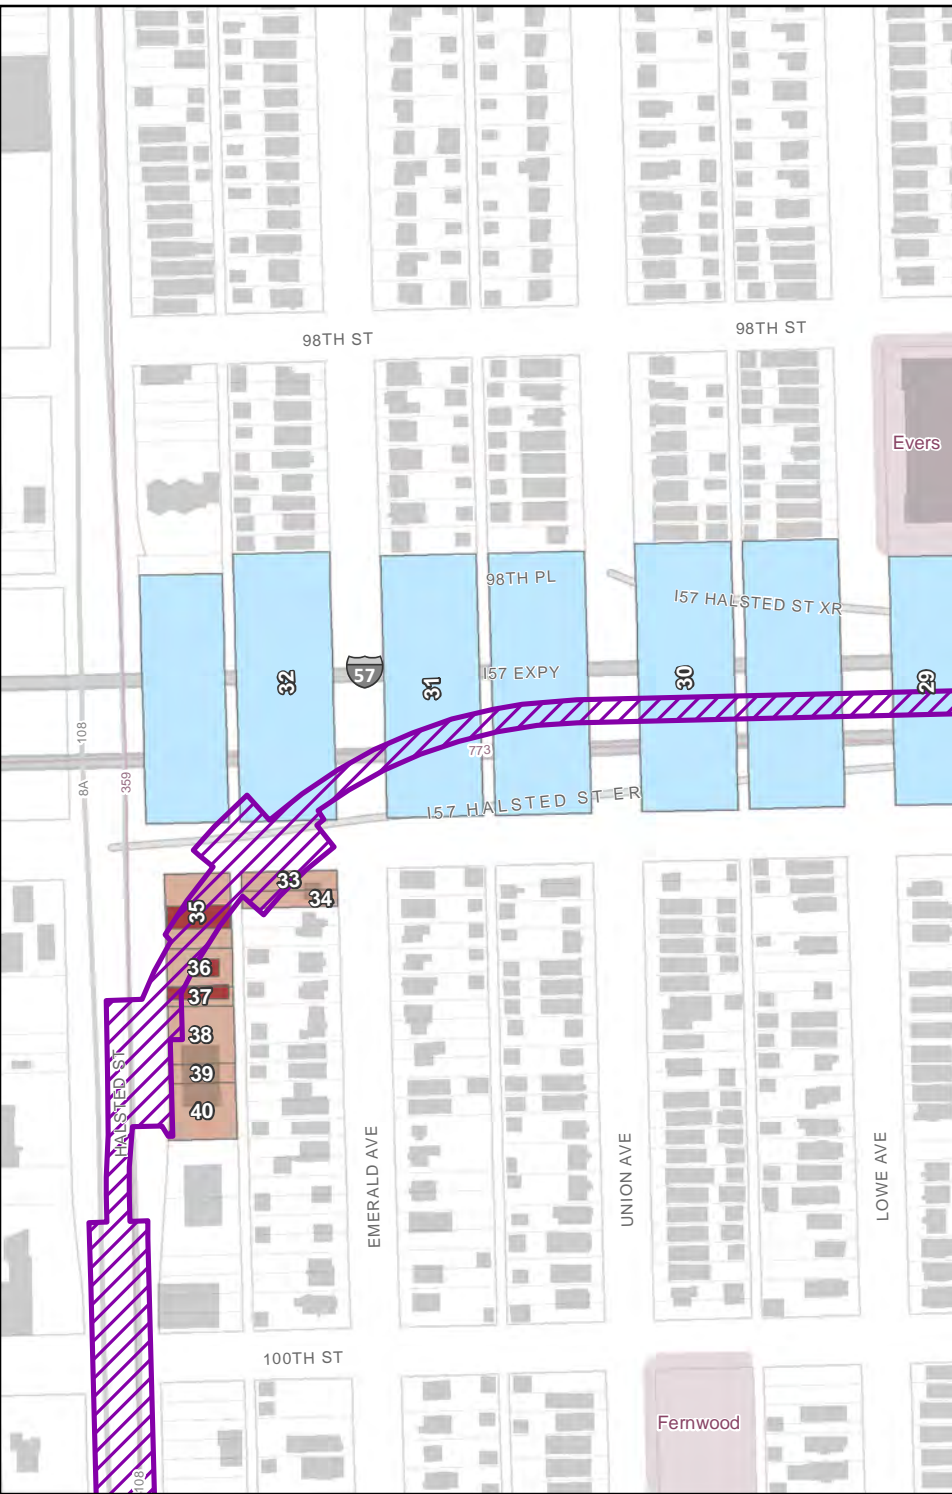 98TH ST
98TH ST
Evers
98TH PL
I57 HALSTED ST XR
I57 EXPY
57
32
31
30
29
108
8A
359
773
I57 HALSTED ST ER
33
34
35
36
37
38
39
40
HALSTED ST
EMERALD AVE
UNION AVE
LOWE AVE
100TH ST
Fernwood
108